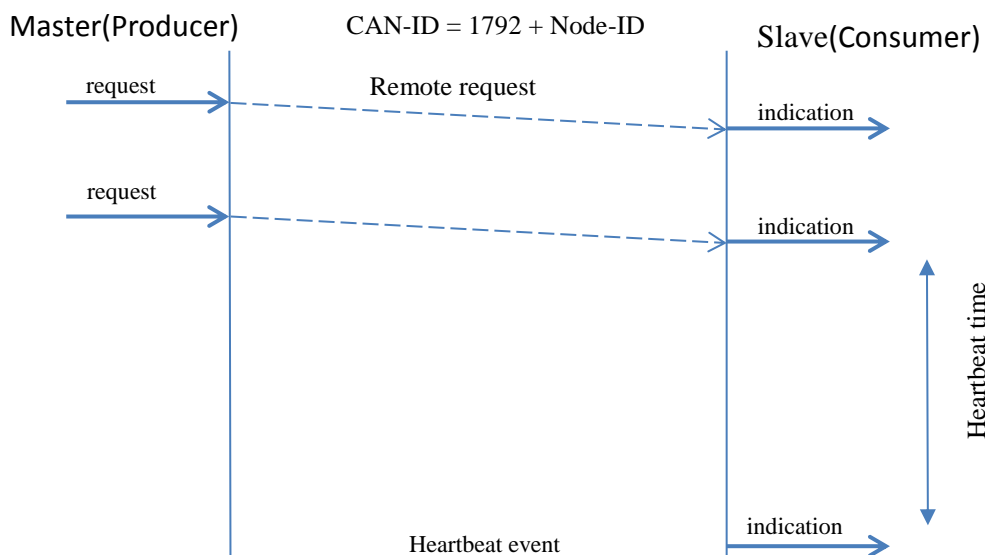 Master(Producer)
CAN-ID = 1792 + Node-ID
Slave(Consumer)
request
Remote request
indication
request
indication
Heartbeat time
indication
Heartbeat event